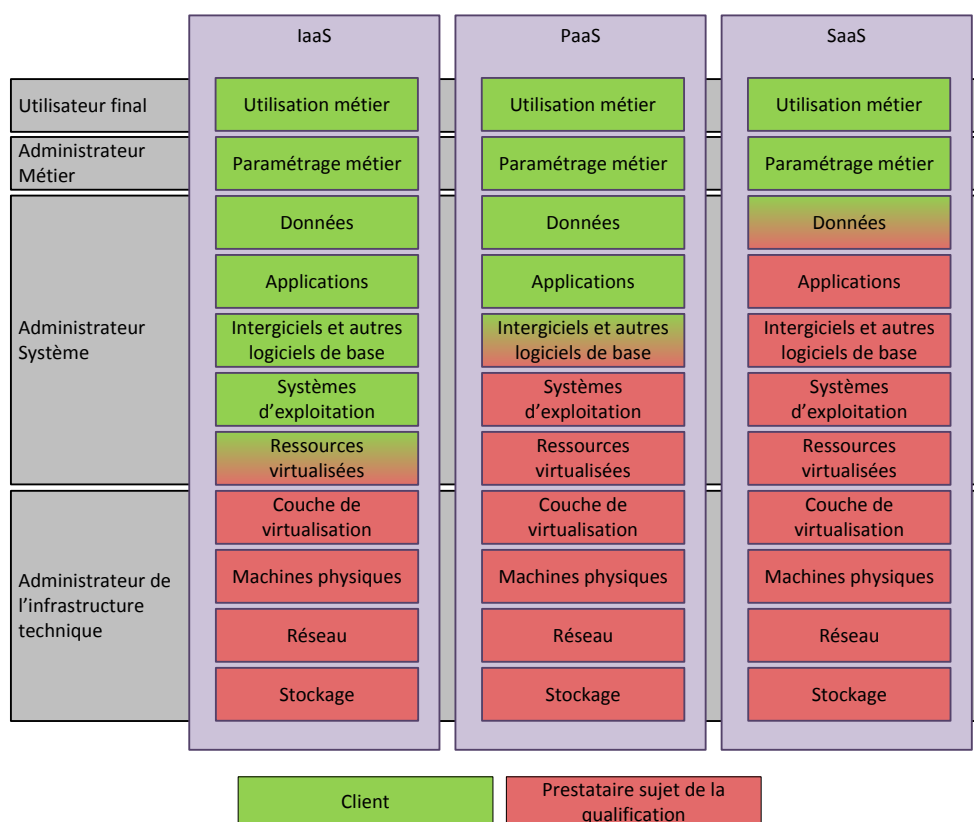 IaaS PaaS SaaS
Utilisateur final
Utilisation métier Utilisation métier Utilisation métier
Administrateur
Métier
Paramétrage métier Paramétrage métier Paramétrage métier
Administrateur
Système
Données Données Données
Applications Applications Applications
Intergiciels et autres
logiciels de base
Intergiciels et autres
logiciels de base
Intergiciels et autres
logiciels de base
Systèmes
d’exploitation
Systèmes
d’exploitation
Systèmes
d’exploitation
Ressources
virtualisées
Ressources
virtualisées
Ressources
virtualisées
Administrateur de
l’infrastructure
technique
Couche de
virtualisation
Couche de
virtualisation
Couche de
virtualisation
Machines physiques Machines physiques Machines physiques
Réseau Réseau Réseau
Stockage Stockage Stockage
Client
Prestataire sujet de la
qualification